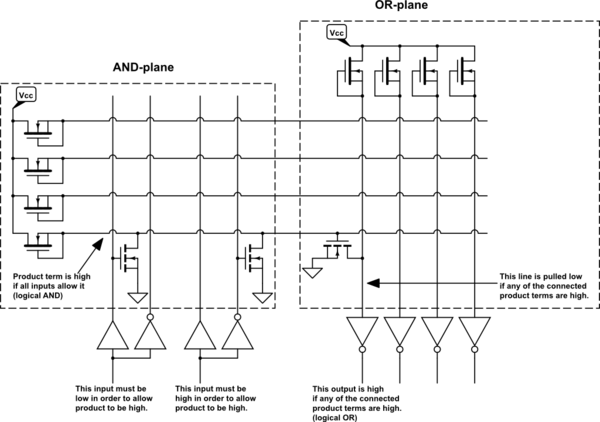 OR-plane
Vcc
AND-plane
Vcc
Product term is high
if all inputs allow it
(logical AND)
This line is pulled low
if any of the connected
product terms are high.
This input must be
low in order to allow
product to be high.
This input must be
high in order to allow
product to be high.
This output is high
if any of the connected
product terms are high.
(logical OR)